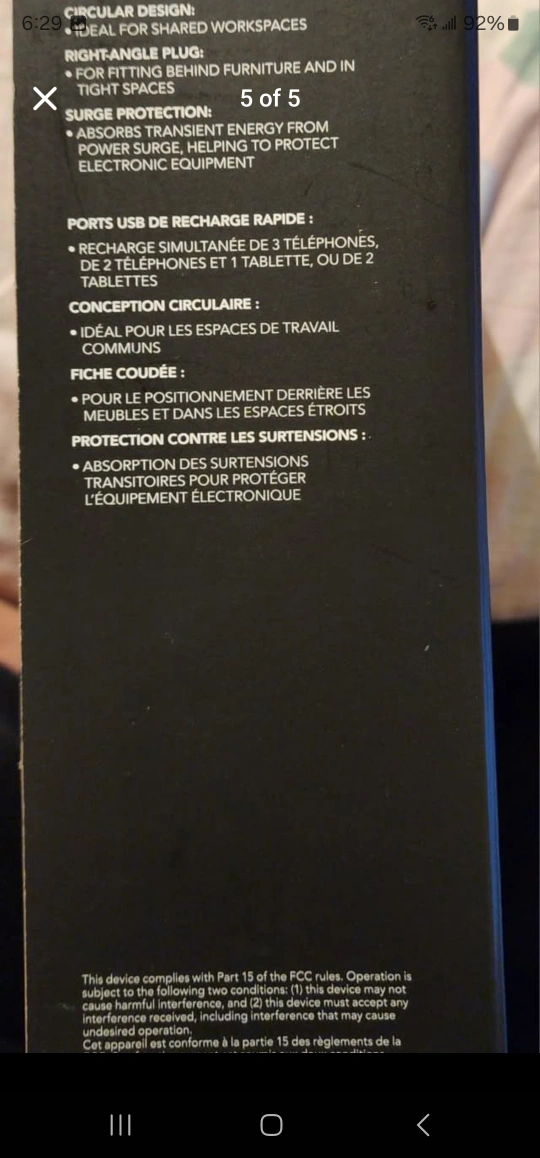 CIRCULAR DESIGN:
6:29
92%
• IDEAL FOR SHARED WORKSPACES
RIGHT-ANGLE PLUG:
• FOR FITTING BEHIND FURNITURE AND IN
TIGHT SPACES
5 of 5
SURGE PROTECTION:
• ABSORBS TRANSIENT ENERGY FROM
POWER SURGE, HELPING TO PROTECT
ELECTRONIC EQUIPMENT
PORTS USB DE RECHARGE RAPIDE :
• RECHARGE SIMULTANÉE DE 3 TÉLÉPHONES,
DE 2 TÉLÉPHONES ET 1 TABLETTE, OU DE 2
TABLETTES
CONCEPTION CIRCULAIRE :
• IDÉAL POUR LES ESPACES DE TRAVAIL
COMMUNS
FICHE COUDÉE :
• POUR LE POSITIONNEMENT DERRIÈRE LES
MEUBLES ET DANS LES ESPACES ÉTROITS
PROTECTION CONTRE LES SURTENSIONS :
• ABSORPTION DES SURTENSIONS
TRANSITOIRES POUR PROTÉGER
L'ÉQUIPEMENT ÉLECTRONIQUE
This device complies with Part 15 of the FCC rules. Operation is
subject to the following two conditions: (1) this device may not
cause harmful interference, and (2) this device must accept any
interference received, including interference that may cause
undesired operation.
Cet appareil est conforme à la partie 15 des règlements de la